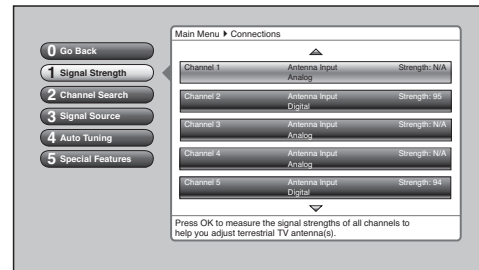 Main Menu ▶ Connections
0 Go Back
1 Signal Strength
2 Channel Search
3 Signal Source
4 Auto Tuning
5 Special Features
Channel 1 Antenna Input Strength: N/A
Analog
Channel 2 Antenna Input Strength: 95
Digital
Channel 3 Antenna Input Strength: N/A
Analog
Channel 4 Antenna Input Strength: N/A
Analog
Channel 5 Antenna Input Strength: 94
Digital
Press OK to measure the signal strengths of all channels to
help you adjust terrestrial TV antenna(s).